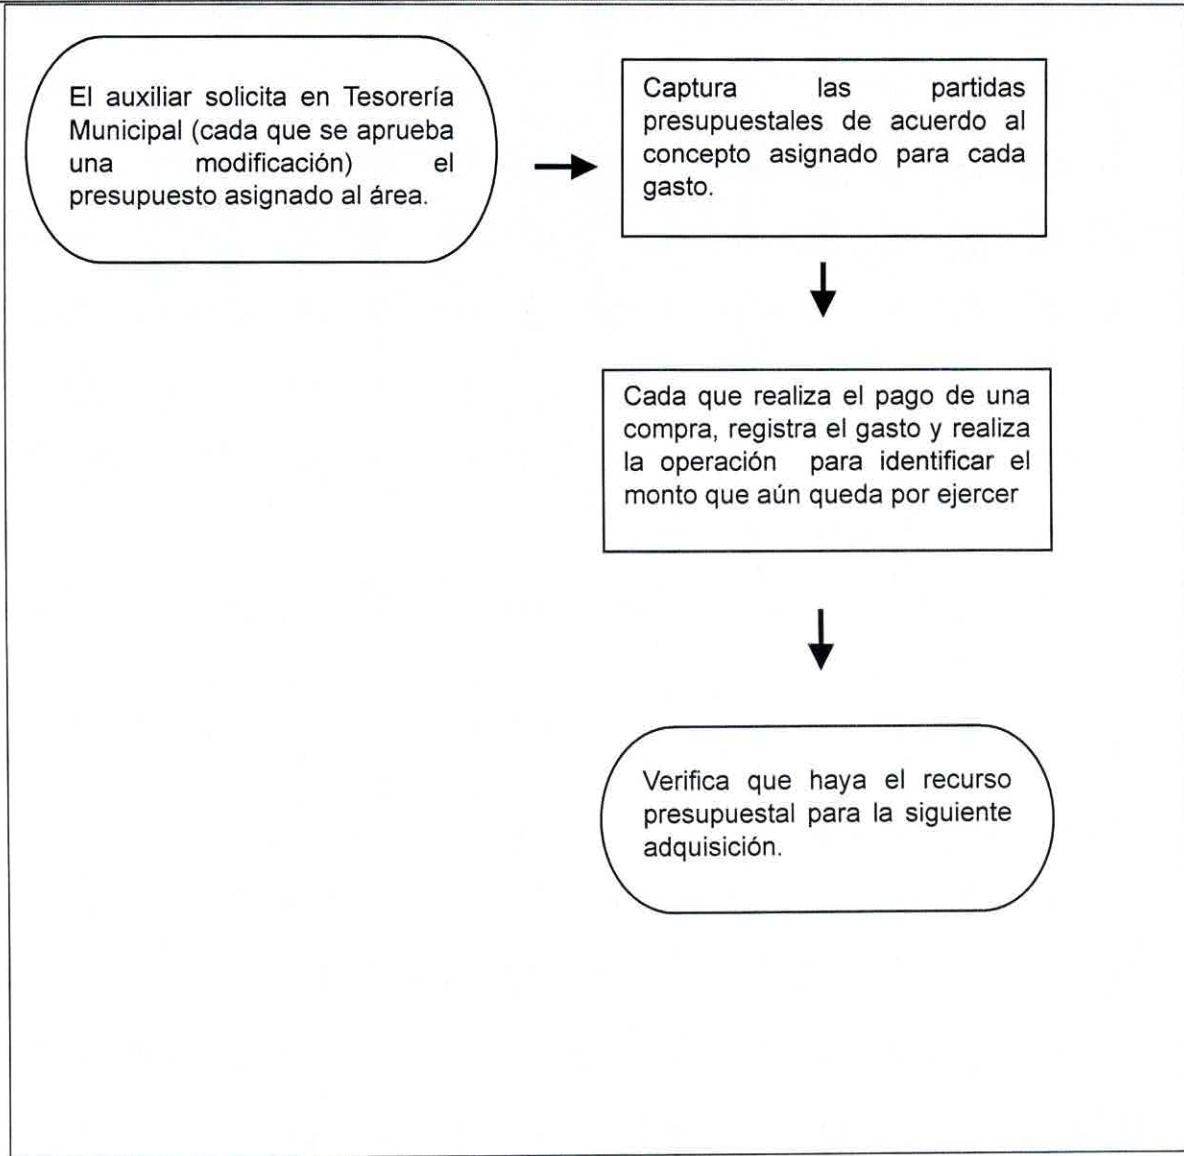 El auxiliar solicita en Tesorería
Municipal (cada que se aprueba
una modificación) el
presupuesto asignado al área.
Captura las partidas
presupuestales de acuerdo al
concepto asignado para cada
gasto.
Cada que realiza el pago de una
compra, registra el gasto y realiza
la operación para identificar el
monto que aún queda por ejercer
Verifica que haya el recurso
presupuestal para la siguiente
adquisición.